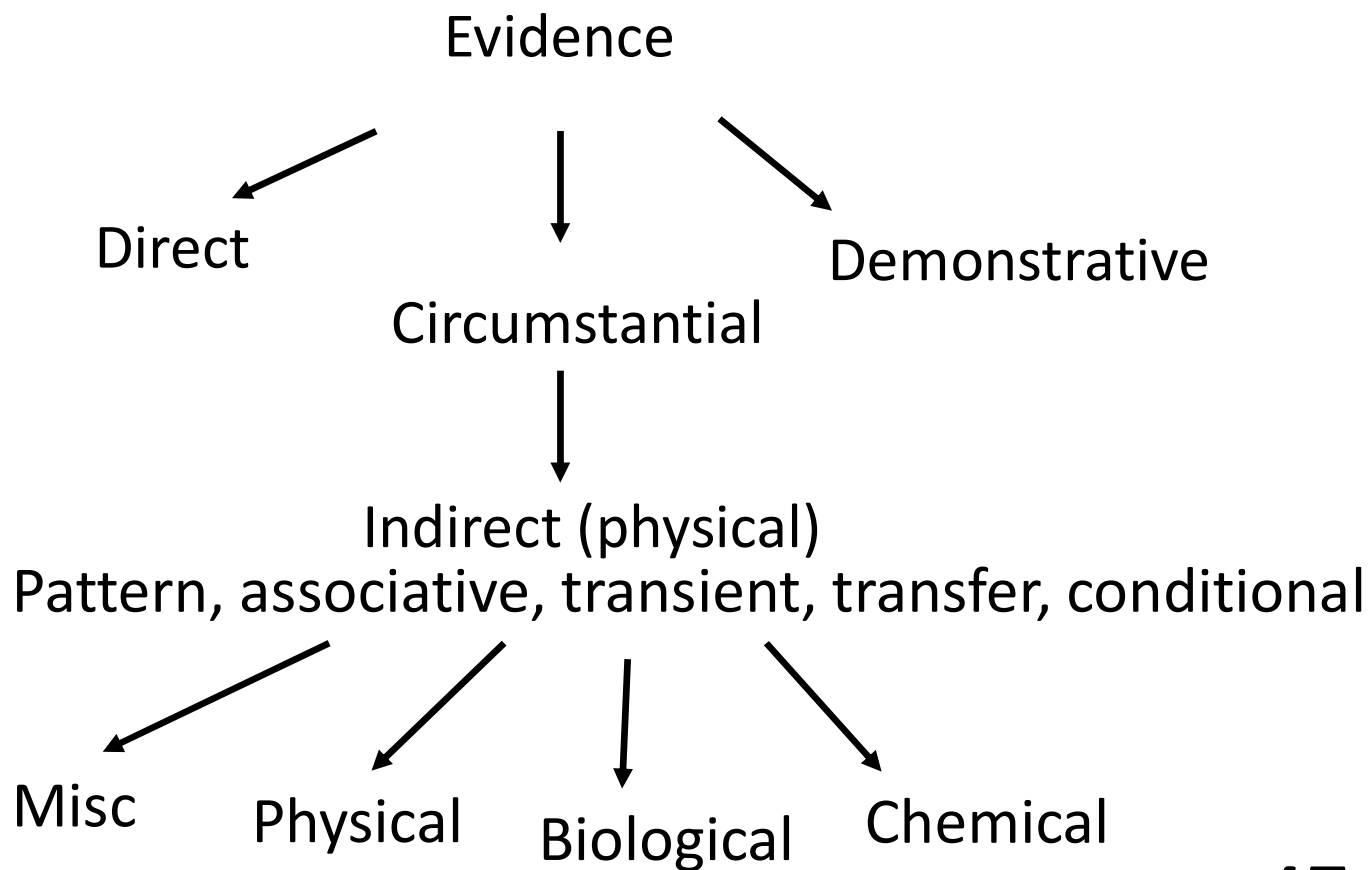 Evidence
Direct
Demonstrative
Circumstantial
Indirect (physical)
Pattern, associative, transient, transfer, conditional
Misc
Physical
Biological
Chemical